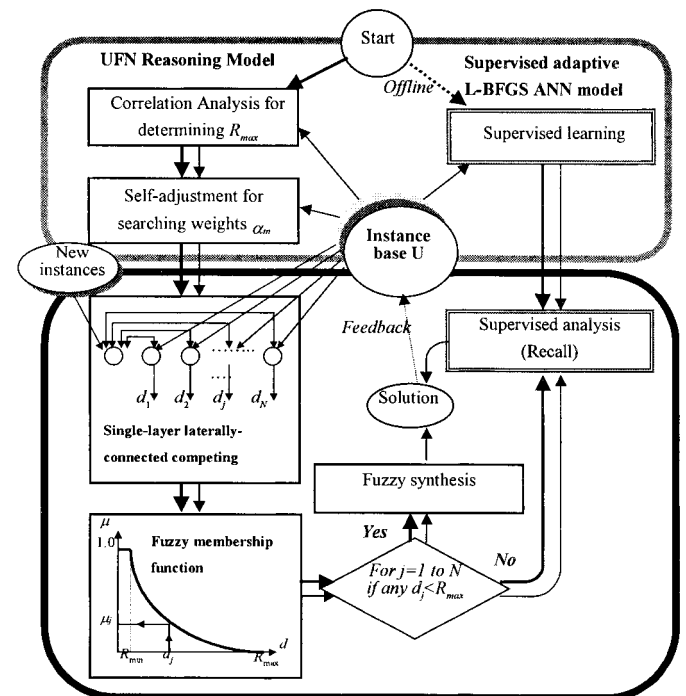 Start
UFN Reasoning Model
Supervised adaptive
L-BFGS ANN model
Offline
Correlation Analysis for
determining R_max
Supervised learning
Self-adjustment for
searching weights α_m
Instance
base U
New
instances
Feedback
Supervised analysis
(Recall)
Solution
........
....
d_1 d_2 d_j d_N
Single-layer laterally-
connected competing
Fuzzy synthesis
Yes
No
For j=1 to N
if any d_j<R_max
μ
1.0
Fuzzy membership
function
μ_j
d
R_min d_j R_max